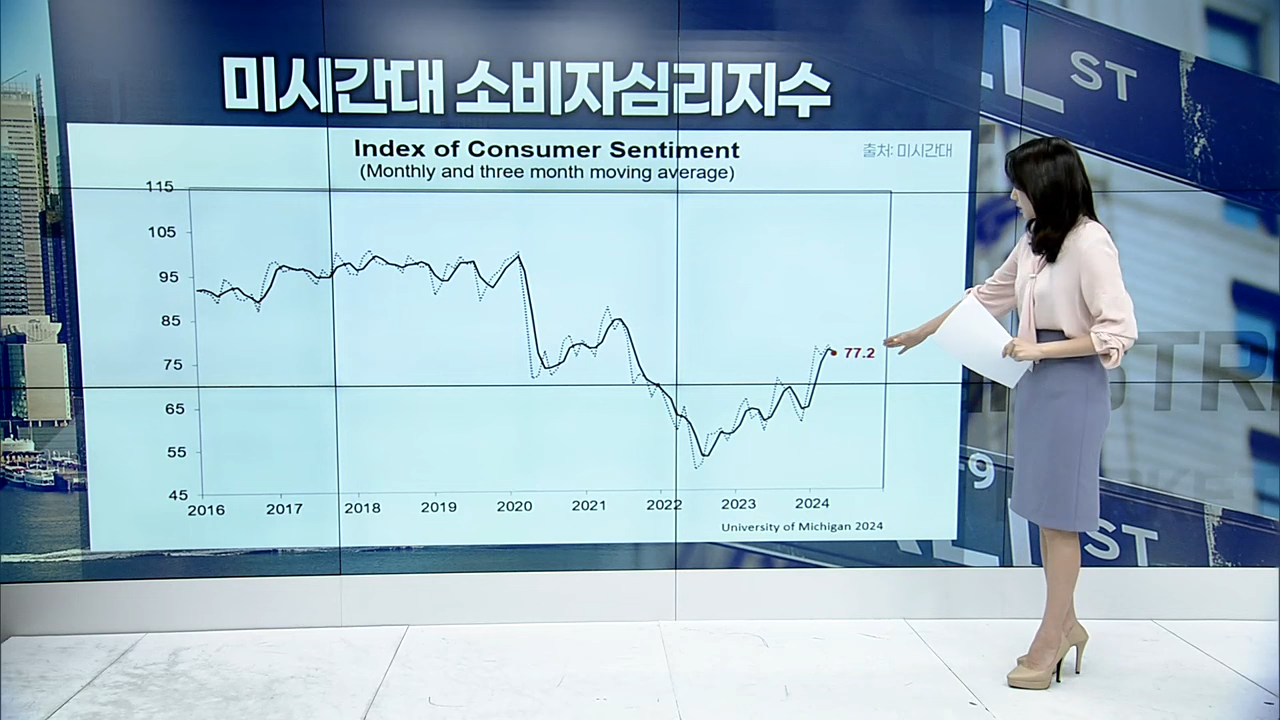 미시간대 소비자심리지수
Index of Consumer Sentiment
(Monthly and three month moving average)
출처: 미시간대
115
105
95
85
75
65
55
45
77.2
2016 2017 2018 2019 2020 2021 2022 2023 2024
University of Michigan 2024
ST
9
ST